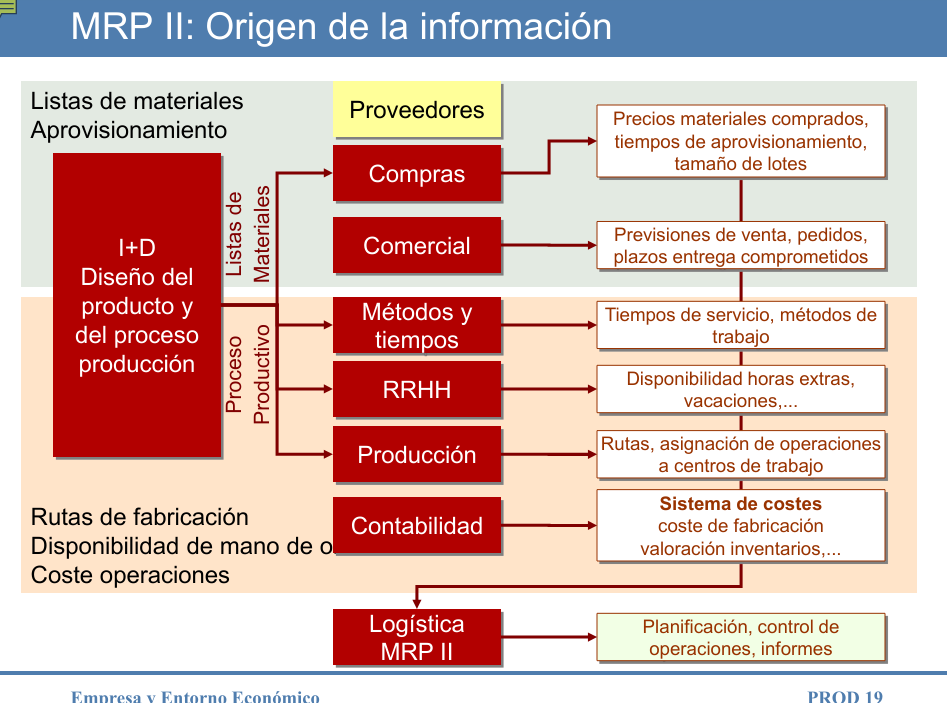 MRP II: Origen de la información
Listas de materiales
Aprovisionamiento
Proveedores
I+D
Diseño del
producto y
del proceso
producción
Listas de
Materiales
Proceso
Productivo
Compras
Precios materiales comprados,
tiempos de aprovisionamiento,
tamaño de lotes
Comercial
Previsiones de venta, pedidos,
plazos entrega comprometidos
Métodos y
tiempos
Tiempos de servicio, métodos de
trabajo
RRHH
Disponibilidad horas extras,
vacaciones,...
Producción
Rutas, asignación de operaciones
a centros de trabajo
Contabilidad
Sistema de costes
coste de fabricación
valoración inventarios,...
Rutas de fabricación
Disponibilidad de mano de o
Coste operaciones
Logística
MRP II
Planificación, control de
operaciones, informes
Empresa y Entorno Económico
PROD 19